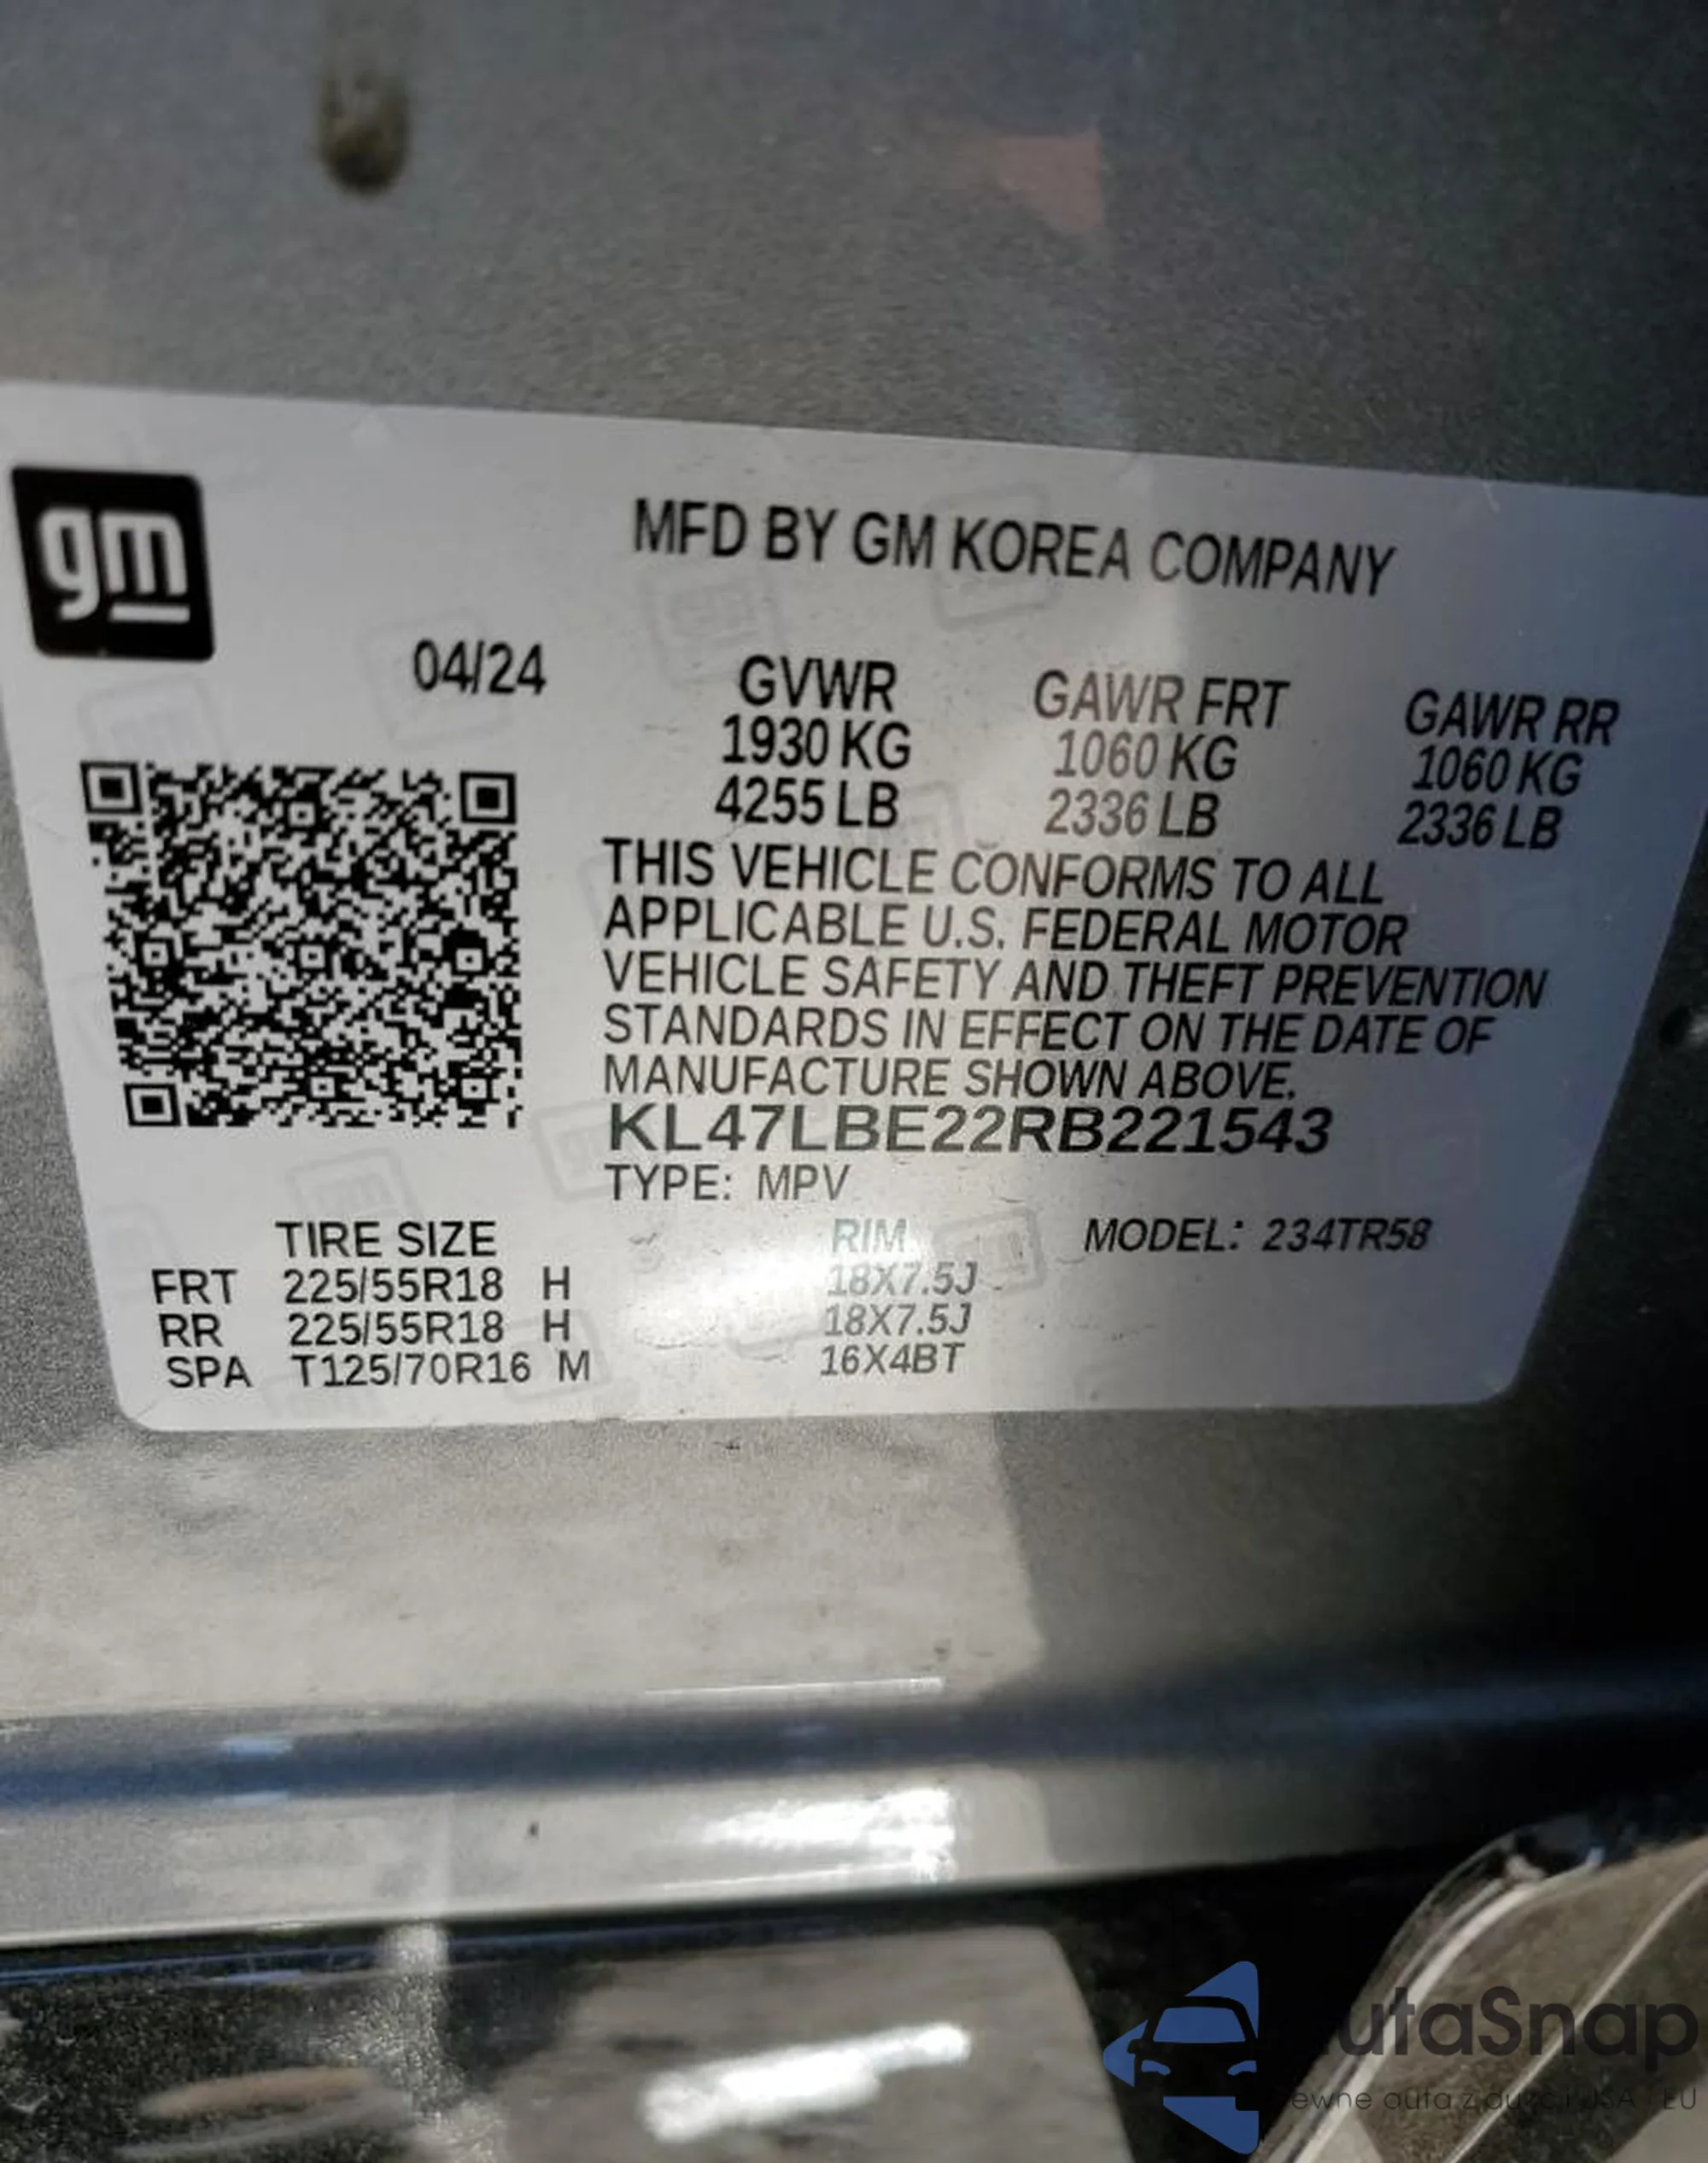 gm
MFD BY GM KOREA COMPANY
04/24
GVWR GAWR FRT GAWR RR
1930 KG 1060 KG 1060 KG
4255 LB 2336 LB 2336 LB
THIS VEHICLE CONFORMS TO ALL
APPLICABLE U.S. FEDERAL MOTOR
VEHICLE SAFETY AND THEFT PREVENTION
STANDARDS IN EFFECT ON THE DATE OF
MANUFACTURE SHOWN ABOVE.
KL47LBE22RB221543
TYPE: MPV
TIRE SIZE RIM MODEL: 234TR58
FRT 225/55R18 H 18X7.5J
RR 225/55R18 H 18X7.5J
SPA T125/70R16 M 16X4BT
utaSnap
ewne auta z